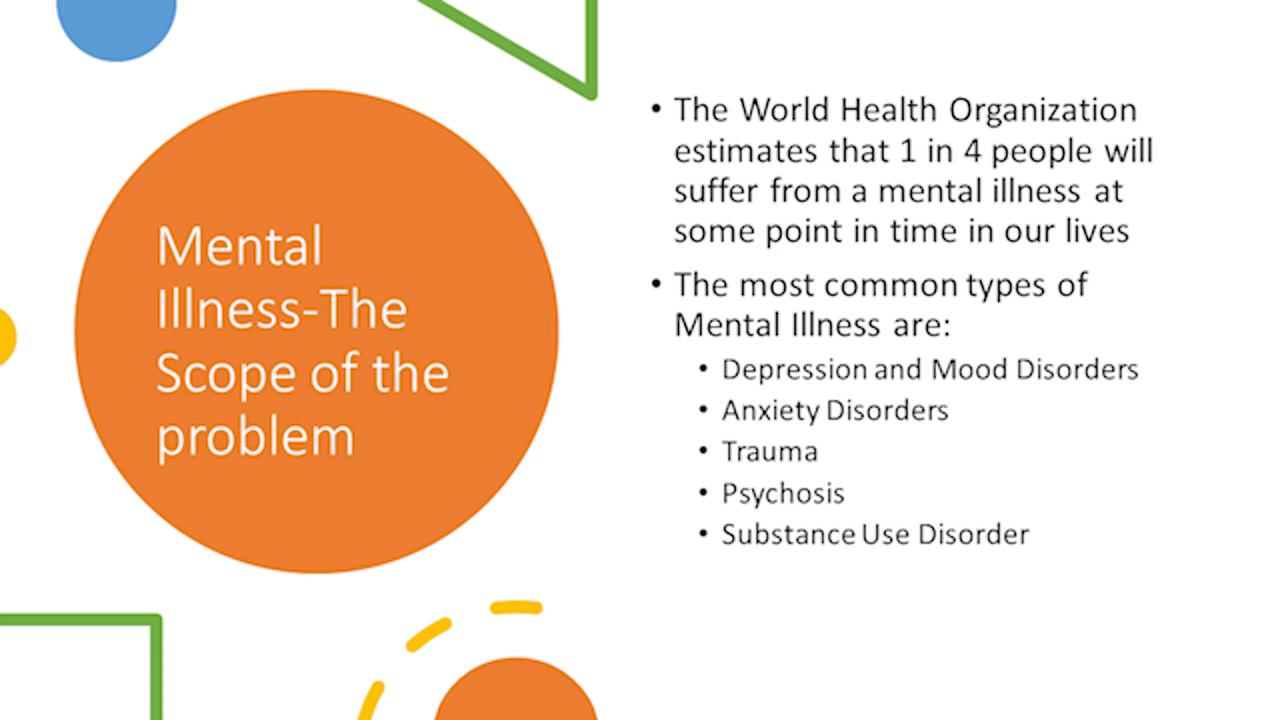 Mental
Illness-The
Scope of the
problem
• The World Health Organization
estimates that 1 in 4 people will
suffer from a mental illness at
some point in time in our lives
• The most common types of
Mental Illness are:
• Depression and Mood Disorders
• Anxiety Disorders
• Trauma
• Psychosis
• Substance Use Disorder